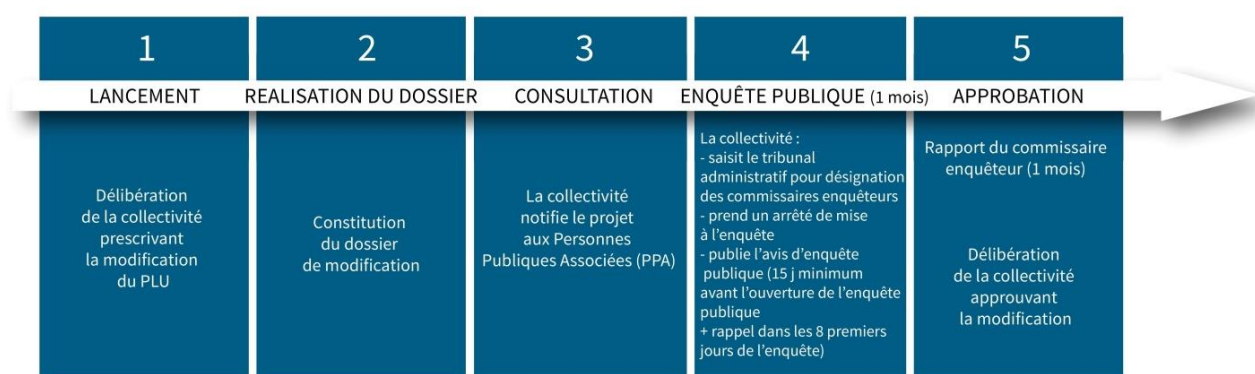 1
LANCEMENT
Délibération
de la collectivité
prescrivant
la modification
du PLU
2
REALISATION DU DOSSIER
Constitution
du dossier
de modification
3
CONSULTATION
La collectivité
notifie le projet
aux Personnes
Publiques Associées (PPA)
4
ENQUÊTE PUBLIQUE (1 mois)
La collectivité :
- saisit le tribunal
administratif pour désignation
des commissaires enquêteurs
- prend un arrêté de mise
à l’enquête
- publie l’avis d’enquête
publique (15 j minimum
avant l’ouverture de l’enquête
publique
+ rappel dans les 8 premiers
jours de l’enquête)
5
APPROBATION
Rapport du commissaire
enquêteur (1 mois)
Délibération
de la collectivité
approuvant
la modification